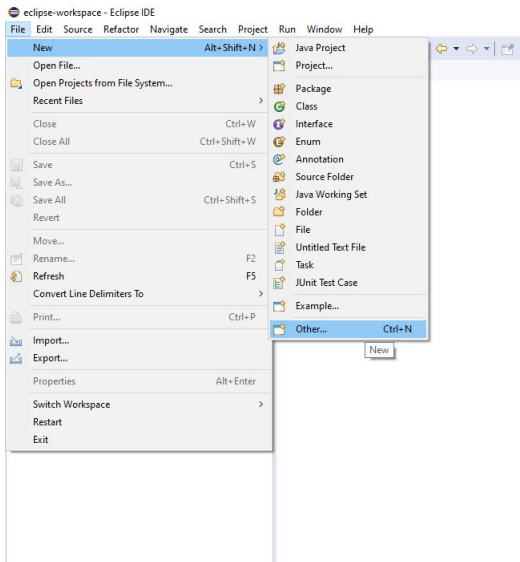 eclipse-workspace - Eclipse IDE
File Edit Source Refactor Navigate Search Project Run Window Help
New Alt+Shift+N >
Open File...
Open Projects from File System...
Recent Files >
Close Ctrl+W
Close All Ctrl+Shift+W
Save Ctrl+S
Save As...
Save All Ctrl+Shift+S
Revert
Move...
Rename... F2
Refresh F5
Convert Line Delimiters To >
Print... Ctrl+P
Import...
Export...
Properties Alt+Enter
Switch Workspace >
Restart
Exit
Java Project
Project...
Package
Class
Interface
Enum
Annotation
Source Folder
Java Working Set
Folder
File
Untitled Text File
Task
JUnit Test Case
Example...
Other... Ctrl+N
New